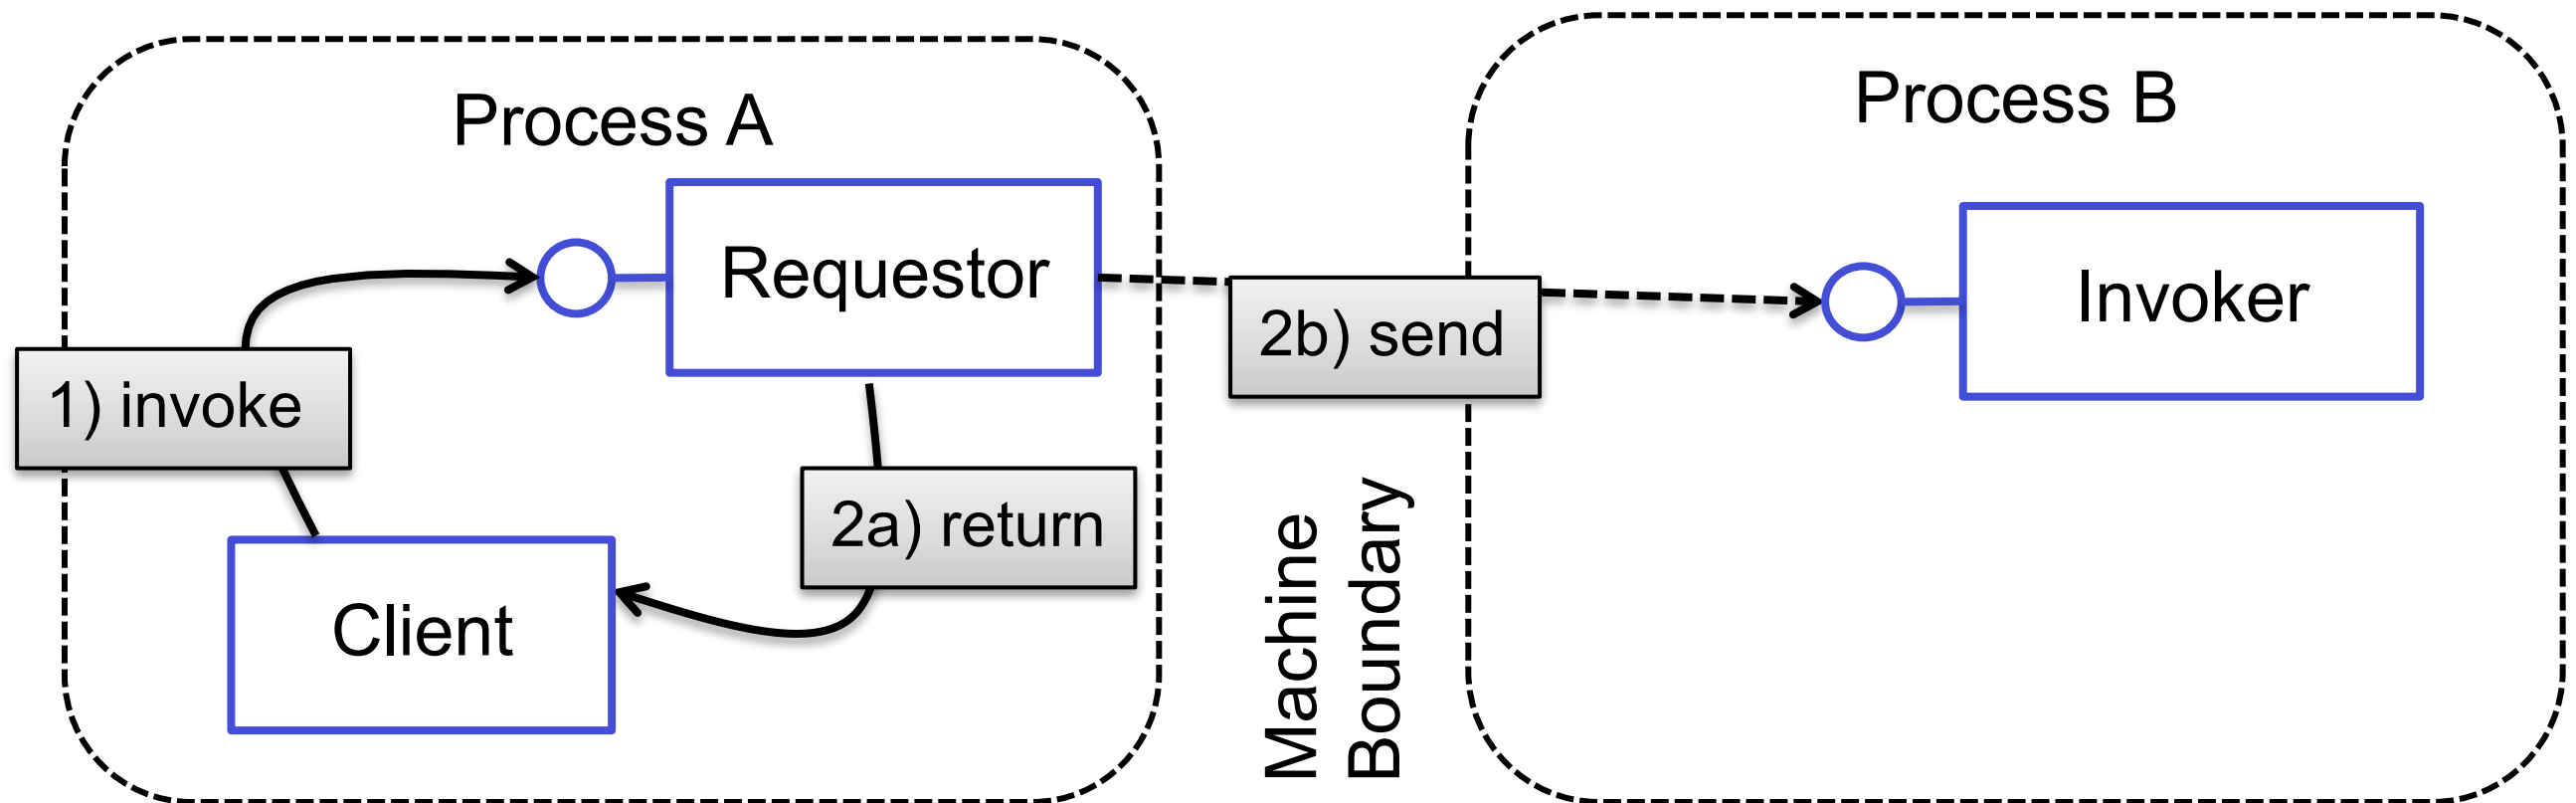 Process A
Process B
Requestor
Invoker
1) invoke
2b) send
2a) return
Client
Machine
Boundary